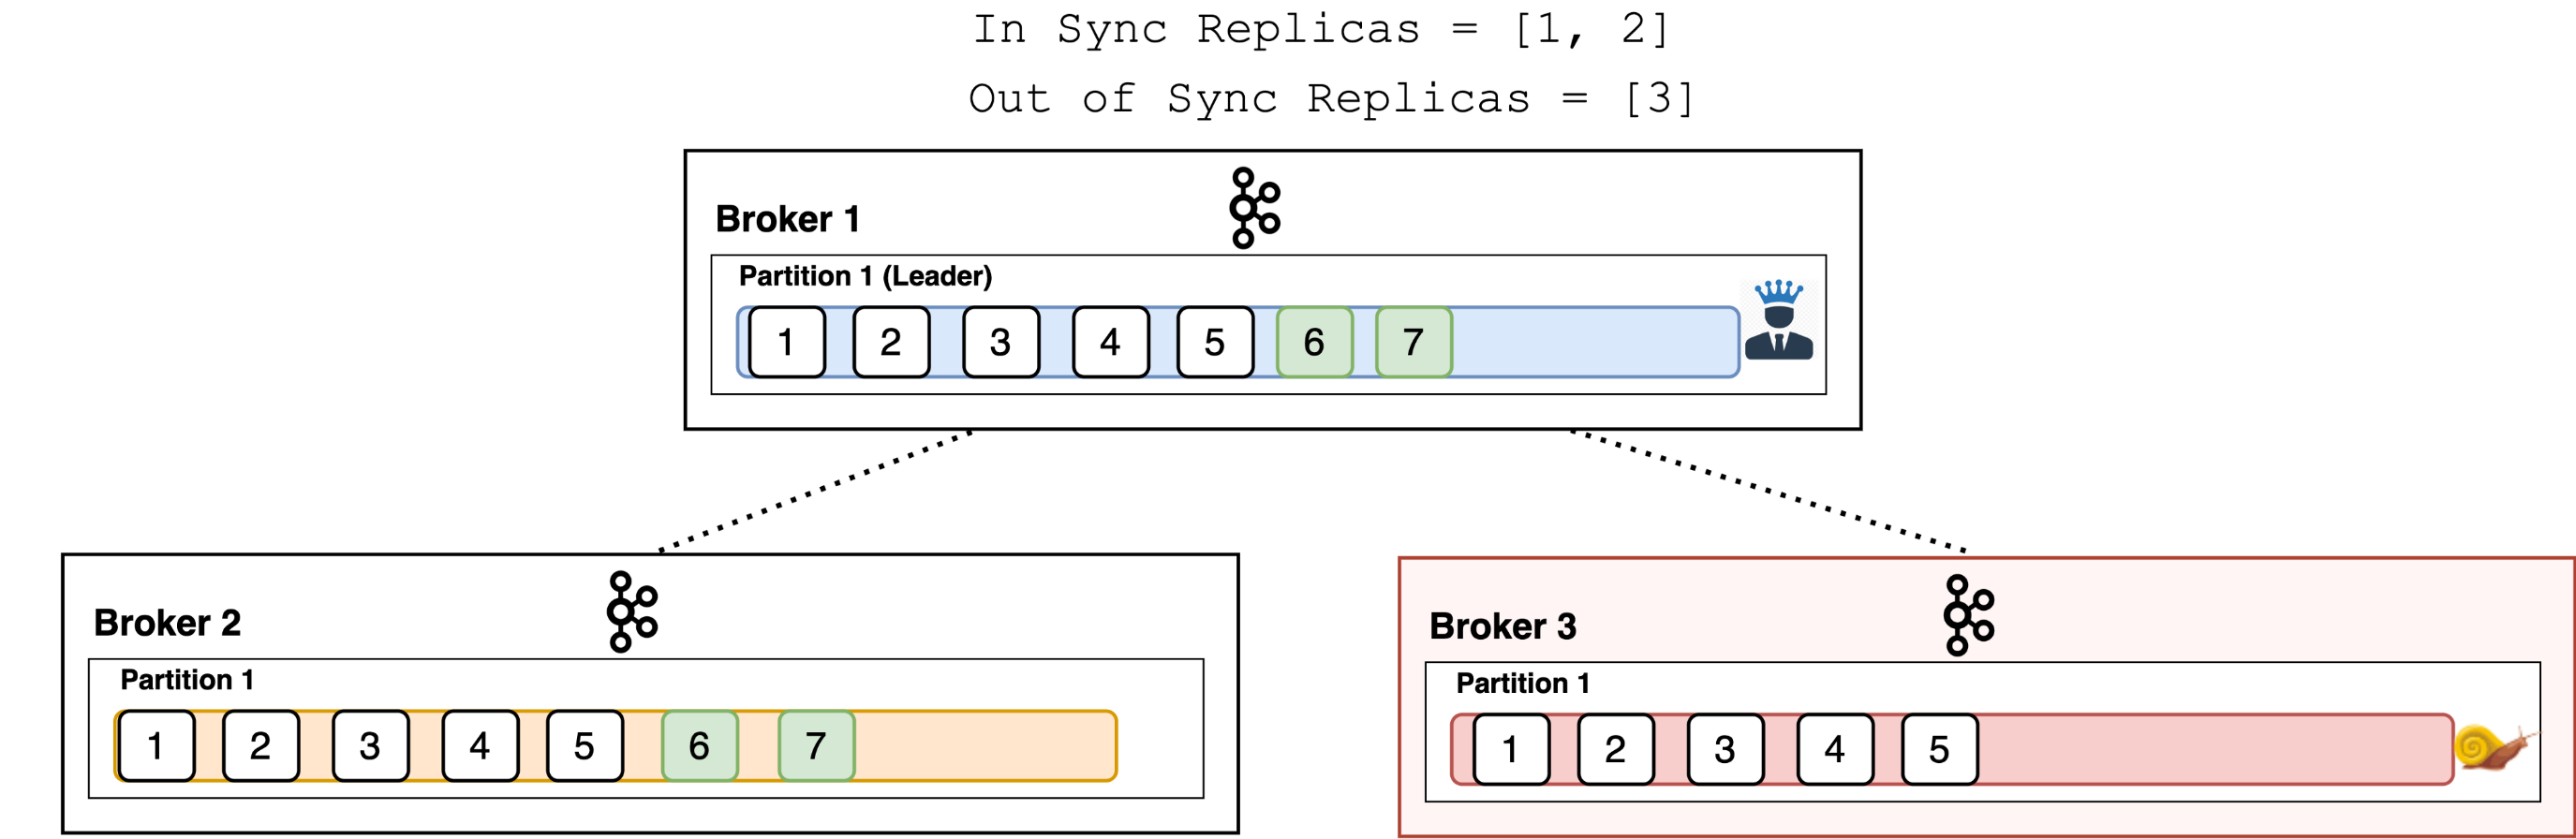 In Sync Replicas = [1, 2]
Out of Sync Replicas = [3]
Broker 1
Partition 1 (Leader)
1 2 3 4 5 6 7
Broker 2
Partition 1
1 2 3 4 5 6 7
Broker 3
Partition 1
1 2 3 4 5